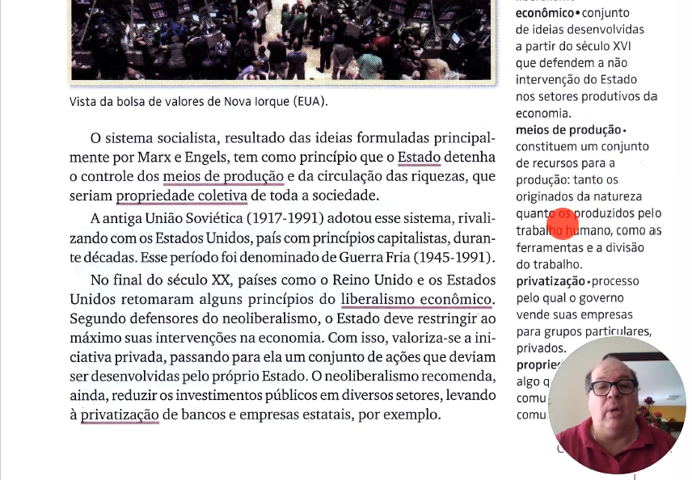 Vista da bolsa de valores de Nova Iorque (EUA).
O sistema socialista, resultado das ideias formuladas principal-
mente por Marx e Engels, tem como princípio que o Estado detenha
o controle dos meios de produção e da circulação das riquezas, que
seriam propriedade coletiva de toda a sociedade.
A antiga União Soviética (1917-1991) adotou esse sistema, rivali-
zando com os Estados Unidos, país com princípios capitalistas, duran-
te décadas. Esse período foi denominado de Guerra Fria (1945-1991).
No final do século XX, países como o Reino Unido e os Estados
Unidos retomaram alguns princípios do liberalismo econômico.
Segundo defensores do neoliberalismo, o Estado deve restringir ao
máximo suas intervenções na economia. Com isso, valoriza-se a ini-
ciativa privada, passando para ela um conjunto de ações que deviam
ser desenvolvidas pelo próprio Estado. O neoliberalismo recomenda,
ainda, reduzir os investimentos públicos em diversos setores, levando
à privatização de bancos e empresas estatais, por exemplo.
econômico • conjunto
de ideias desenvolvidas
a partir do século XVI
que defendem a não
intervenção do Estado
nos setores produtivos da
economia.
meios de produção •
constituem um conjunto
de recursos para a
produção: tanto os
originados da natureza
quanto os produzidos pelo
trabalho humano, como as
ferramentas e a divisão
do trabalho.
privatização • processo
pelo qual o governo
vende suas empresas
para grupos particulares,
privados.
algo